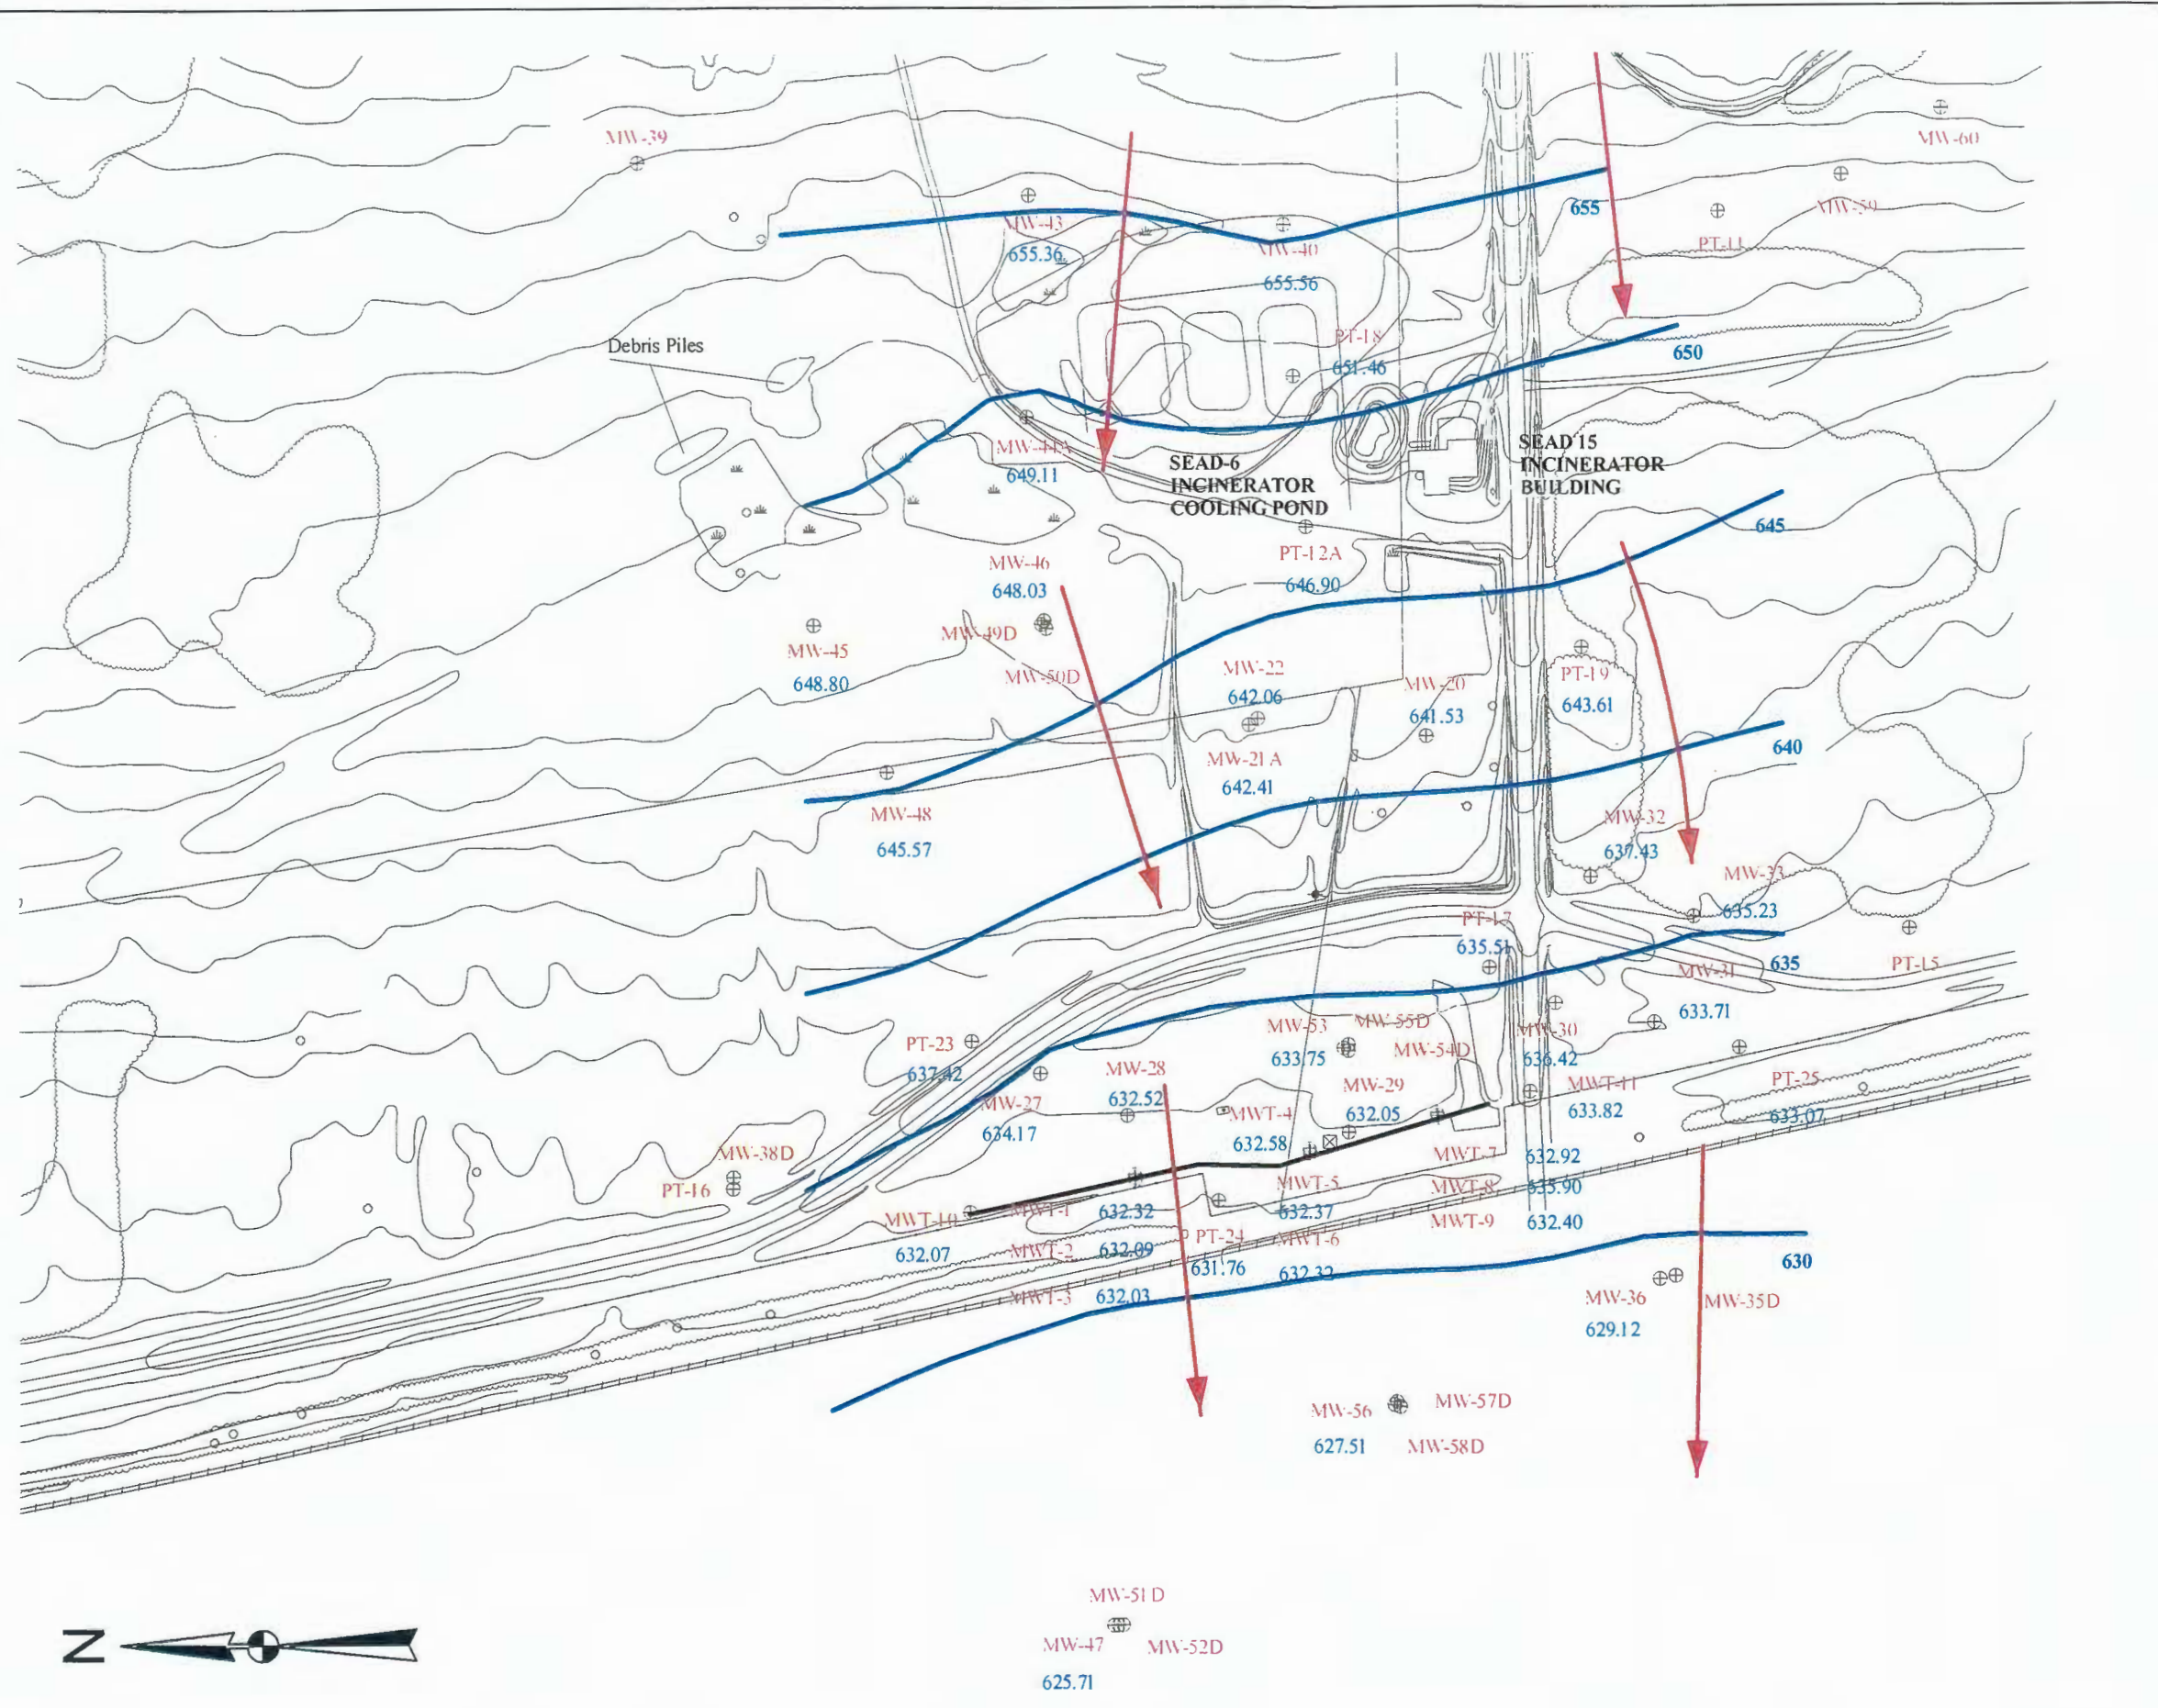 MW-39
MW-60
MW-59
655
MW-43
655.36
MW-40
655.56
PT-11
Debris Piles
PT-18
651.46
650
MW-44A
649.11
SEAD-6
INCINERATOR
COOLING POND
SEAD 15
INCINERATOR
BUILDING
645
MW-46
648.03
PT-12A
646.90
MW-49D
MW-45
648.80
MW-50D
MW-22
642.06
MW-20
641.53
PT-19
643.61
MW-21A
642.41
640
MW-48
645.57
MW-32
637.43
MW-33
635.23
PT-17
635.51
635
MW-31
633.71
PT-15
PT-23
637.42
MW-53
633.75
MW-55D
MW-54D
MW-30
636.42
MW-28
632.52
MW-29
632.05
MWT-11
633.82
PT-25
633.07
MW-27
634.17
MWT-4
632.58
MW-38D
PT-16
MWT-7
632.92
MWT-5
632.37
MWT-8
635.90
MWT-10
632.07
MWT-1
632.32
MWT-9
632.40
MWT-2
632.09
PT-24
631.76
MWT-6
632.32
MWT-3
632.03
630
MW-36
629.12
MW-35D
MW-56
627.51
MW-57D
MW-58D
MW-51D
N
MW-47
MW-52D
625.71